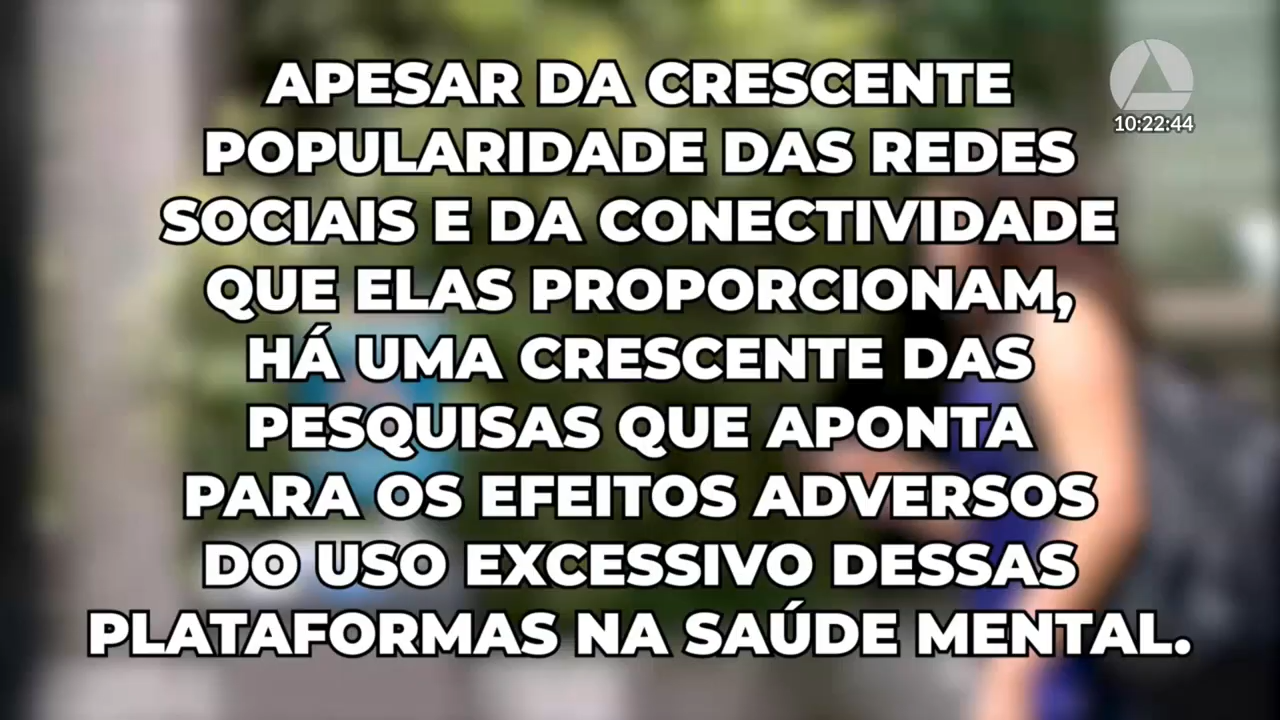 APESAR DA CRESCENTE
POPULARIDADE DAS REDES
SOCIAIS E DA CONECTIVIDADE
QUE ELAS PROPORCIONAM,
HÁ UMA CRESCENTE DAS
PESQUISAS QUE APONTA
PARA OS EFEITOS ADVERSOS
DO USO EXCESSIVO DESSAS
PLATAFORMAS NA SAÚDE MENTAL.
10:22:44